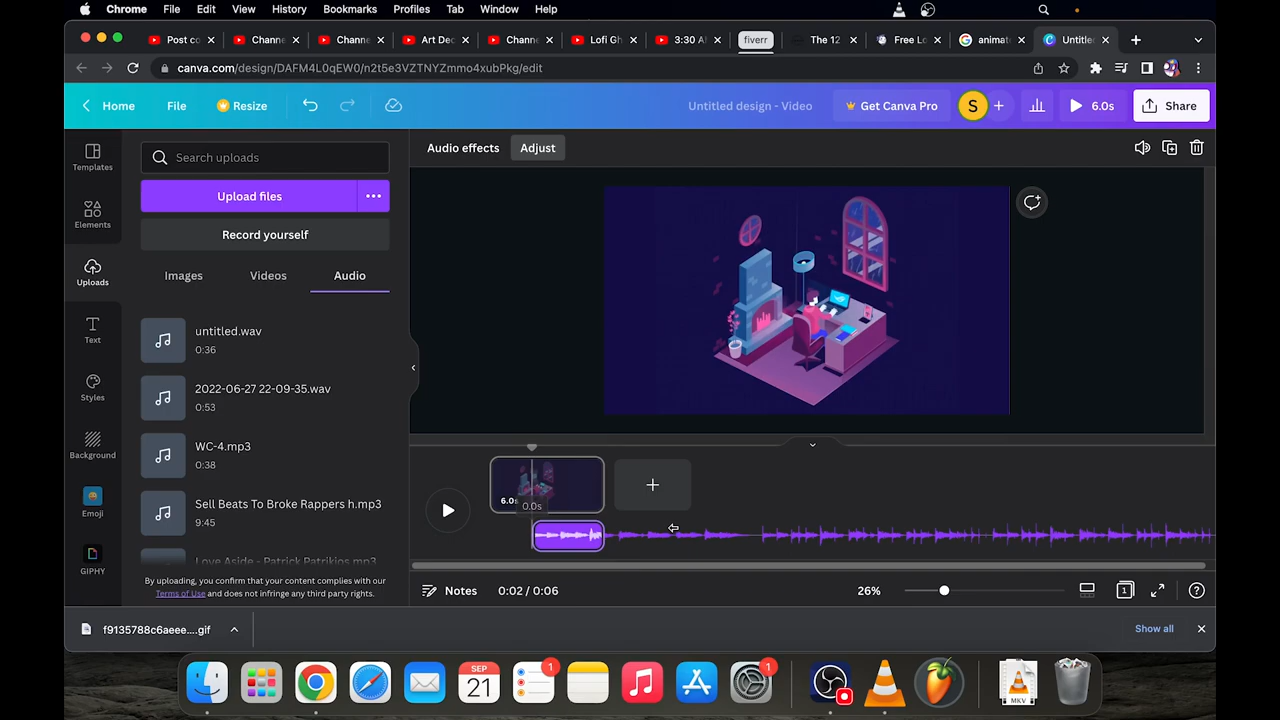 Chrome File Edit View History Bookmarks Profiles Tab Window Help
Post co Channe Channe Art Dec Channe Lofi Gh 3:30 A fiverr The 12 Free Lo animat Untitle
canva.com/design/DAFM4L0qEW0/n2t5e3VZTNYZmmo4xubPkg/edit
Home File Resize Untitled design - Video Get Canva Pro S 6.0s Share
Audio effects Adjust
Templates
Elements
Uploads
Text
Styles
Background
Emoji
GIPHY
Search uploads
Upload files
Record yourself
Images Videos Audio
untitled.wav
0:36
2022-06-27 22-09-35.wav
0:53
WC-4.mp3
0:38
Sell Beats To Broke Rappers h.mp3
9:45
Love Aside - Patrick Patrikios.mp3
By uploading, you confirm that your content complies with our
Terms of Use and does not infringe any third party rights.
6.0s
0.0s
Notes 0:02 / 0:06 26% 1
f9135788c6aeee....gif Show all
SEP
21
1
1
MKV